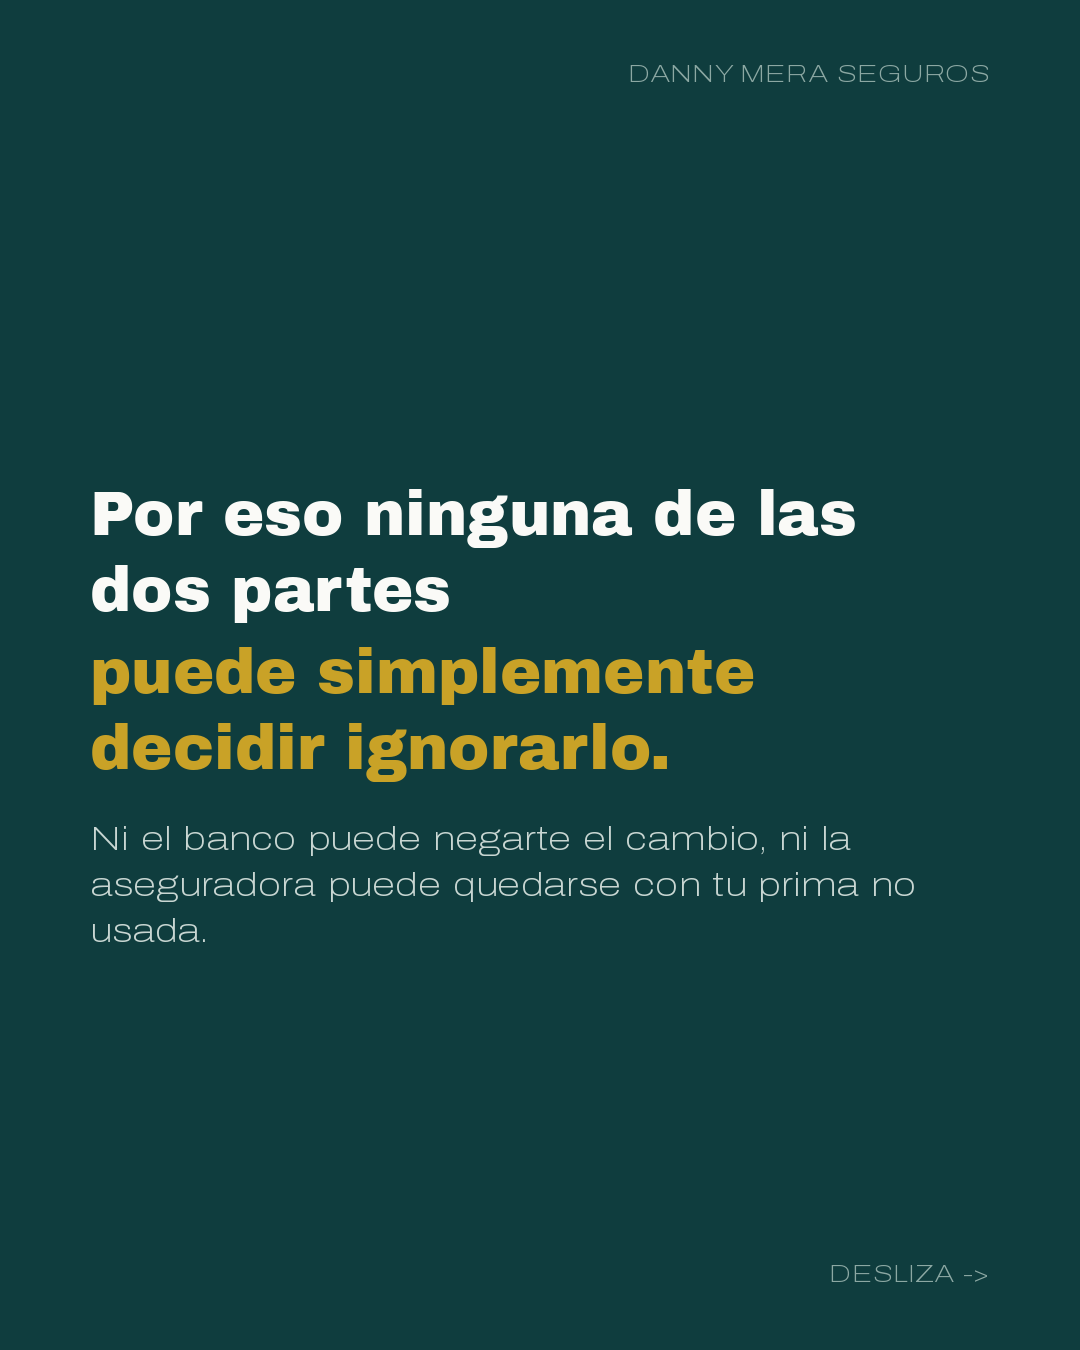 DANNY MERA SEGUROS
Por eso ninguna de las
dos partes
puede simplemente
decidir ignorarlo.
Ni el banco puede negarte el cambio, ni la
aseguradora puede quedarse con tu prima no
usada.
DESLIZA ->